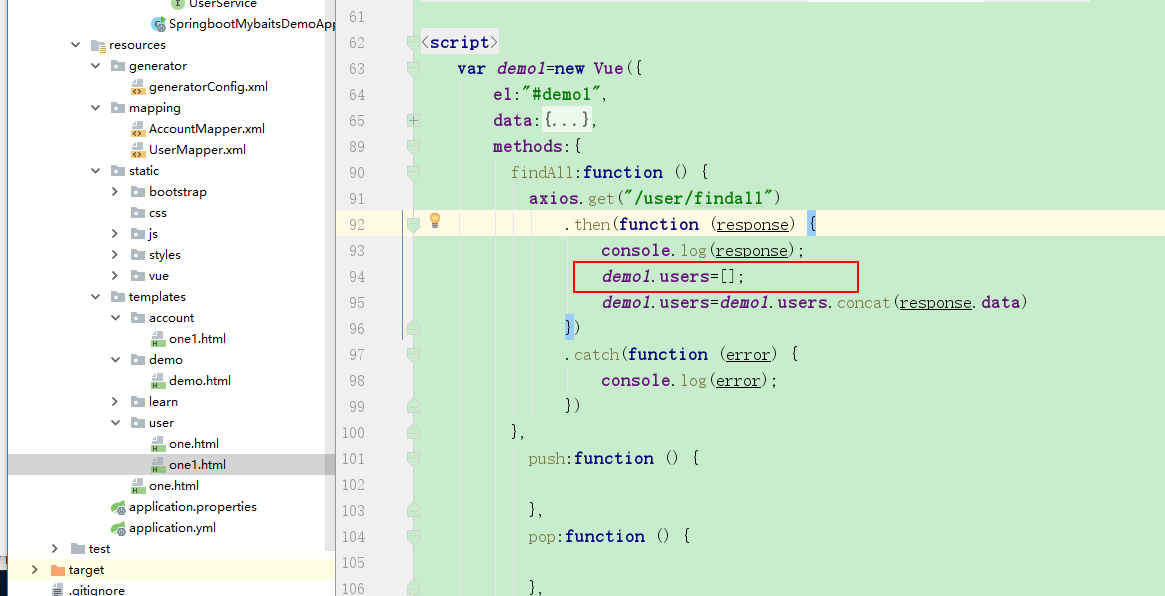 UserService
SpringbootMybaitsDemoApp
resources
generator
generatorConfig.xml
mapping
AccountMapper.xml
UserMapper.xml
static
bootstrap
css
js
styles
vue
templates
account
one1.html
demo
demo.html
learn
user
one.html
one1.html
one.html
application.properties
application.yml
test
target
.gitignore
61
62 <script>
63 var demo1=new Vue({
64 el:"#demo1",
65 data:{...},
89 methods:{
90 findAll:function () {
91 axios.get("/user/findall")
92 .then(function (response) {
93 console.log(response);
94 demo1.users=[];
95 demo1.users=demo1.users.concat(response.data)
96 })
97 .catch(function (error) {
98 console.log(error);
99 })
100 },
101 push:function () {
102
103 },
104 pop:function () {
105
106 },